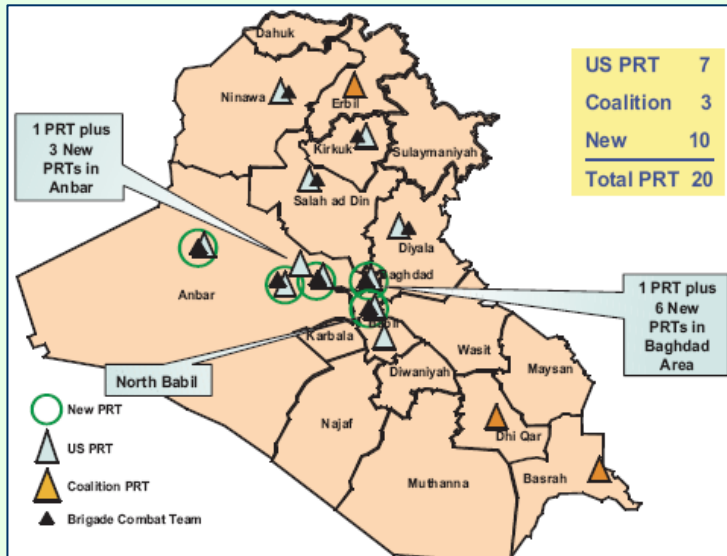 Dahuk
Ninawa
Erbil
Kirkuk
Sulaymaniyah
Salah ad Din
Diyala
Anbar
Baghdad
Babil
Karbala
Wasit
Diwaniyah
Maysan
Najaf
Dhi Qar
Muthanna
Basrah
US PRT 7
Coalition 3
New 10
Total PRT 20
1 PRT plus
3 New
PRTs in
Anbar
1 PRT plus
6 New
PRTs in
Baghdad
Area
North Babil
New PRT
US PRT
Coalition PRT
Brigade Combat Team